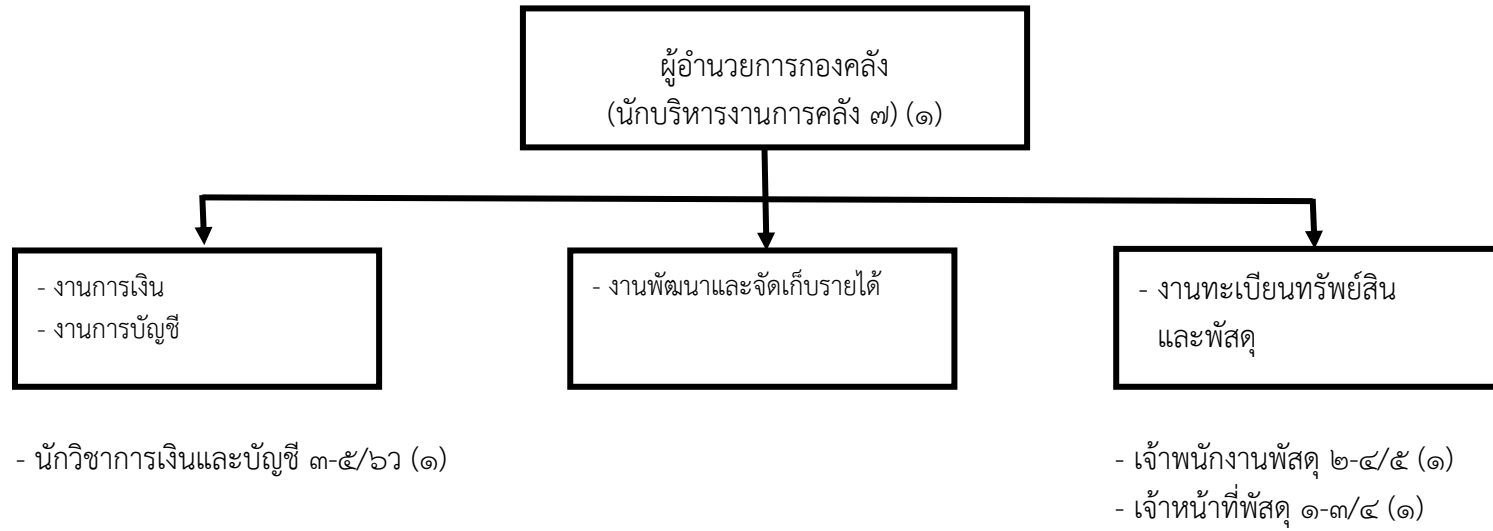 ผู้อำนวยการกองคลัง
(นักบริหารงานการคลัง ๗) (๑)
- งานการเงิน
- งานการบัญชี
- งานพัฒนาและจัดเก็บรายได้
- งานทะเบียนทรัพย์สิน
และพัสดุ
- นักวิชาการเงินและบัญชี ๓-๕/๖ว (๑)
- เจ้าพนักงานพัสดุ ๒-๔/๕ (๑)
- เจ้าหน้าที่พัสดุ ๑-๓/๔ (๑)